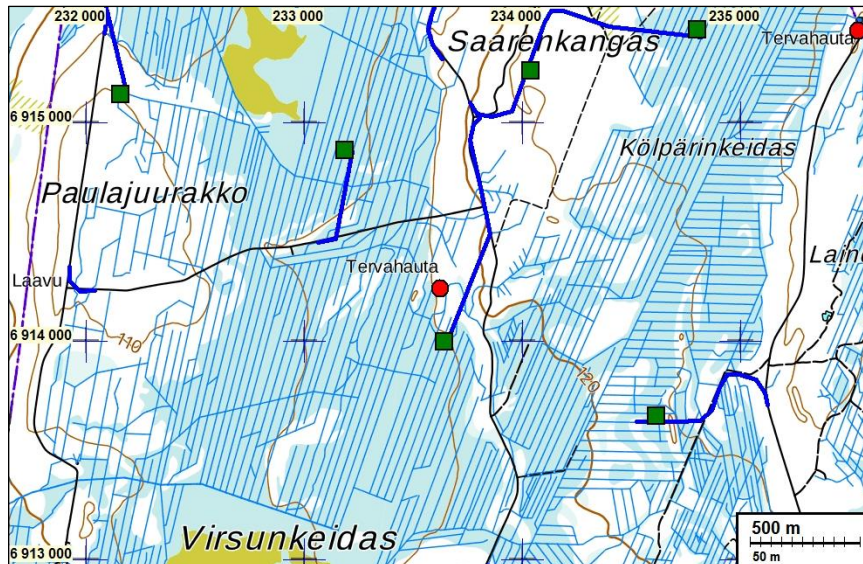 232 000
233 000
234 000
235 000
Saarenkangas
Tervahauta
6 915 000
Kölpärinkeidas
Paulajuurakko
Laavu
Tervahauta
Laine
6 914 000
110
120
500 m
50 m
Virsunkeidas
6 913 000